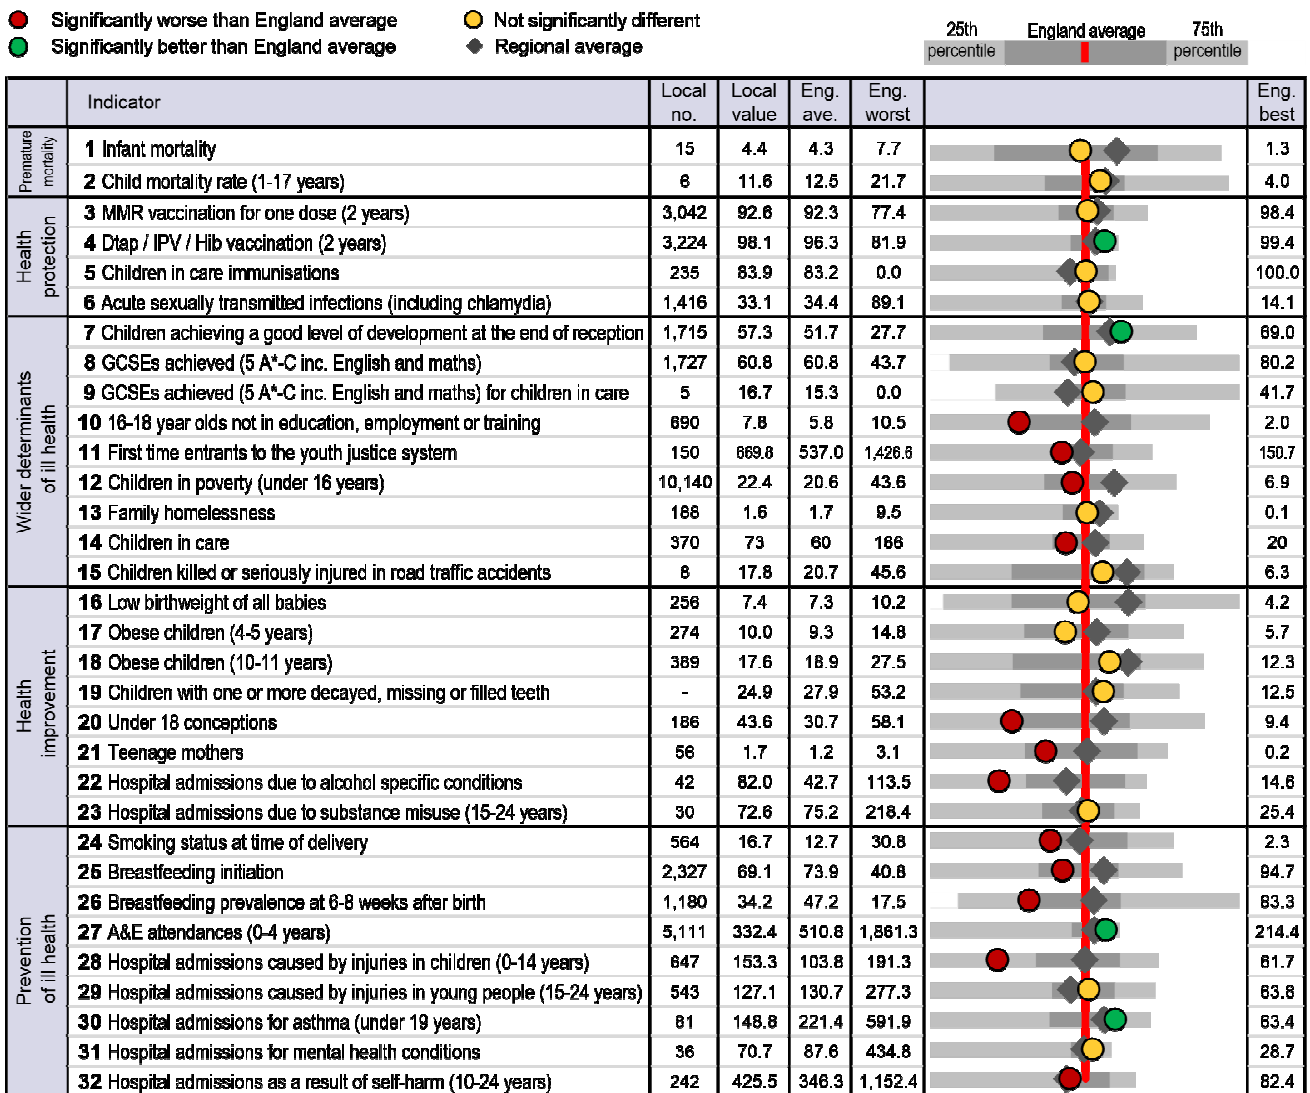 Significantly worse than England average
Not significantly different
Significantly better than England average
Regional average
25th percentile
England average
75th percentile
Indicator Local no. Local value Eng. ave. Eng. worst Eng. best
Premature mortality
1 Infant mortality 15 4.4 4.3 7.7 1.3
2 Child mortality rate (1-17 years) 6 11.6 12.5 21.7 4.0
Health protection
3 MMR vaccination for one dose (2 years) 3,042 92.6 92.3 77.4 98.4
4 Dtap / IPV / Hib vaccination (2 years) 3,224 98.1 96.3 81.9 99.4
5 Children in care immunisations 235 83.9 83.2 0.0 100.0
6 Acute sexually transmitted infections (including chlamydia) 1,416 33.1 34.4 89.1 14.1
Wider determinants of ill health
7 Children achieving a good level of development at the end of reception 1,715 57.3 51.7 27.7 69.0
8 GCSEs achieved (5 A*-C inc. English and maths) 1,727 60.8 60.8 43.7 80.2
9 GCSEs achieved (5 A*-C inc. English and maths) for children in care 5 16.7 15.3 0.0 41.7
10 16-18 year olds not in education, employment or training 690 7.8 5.8 10.5 2.0
11 First time entrants to the youth justice system 150 669.8 537.0 1,426.6 150.7
12 Children in poverty (under 16 years) 10,140 22.4 20.6 43.6 6.9
13 Family homelessness 188 1.6 1.7 9.5 0.1
14 Children in care 370 73 60 166 20
15 Children killed or seriously injured in road traffic accidents 8 17.8 20.7 45.6 6.3
Health improvement
16 Low birthweight of all babies 256 7.4 7.3 10.2 4.2
17 Obese children (4-5 years) 274 10.0 9.3 14.8 5.7
18 Obese children (10-11 years) 389 17.6 18.9 27.5 12.3
19 Children with one or more decayed, missing or filled teeth - 24.9 27.9 53.2 12.5
20 Under 18 conceptions 186 43.6 30.7 58.1 9.4
21 Teenage mothers 56 1.7 1.2 3.1 0.2
22 Hospital admissions due to alcohol specific conditions 42 82.0 42.7 113.5 14.6
23 Hospital admissions due to substance misuse (15-24 years) 30 72.6 75.2 218.4 25.4
Prevention of ill health
24 Smoking status at time of delivery 564 16.7 12.7 30.8 2.3
25 Breastfeeding initiation 2,327 69.1 73.9 40.8 94.7
26 Breastfeeding prevalence at 6-8 weeks after birth 1,180 34.2 47.2 17.5 83.3
27 A&E attendances (0-4 years) 5,111 332.4 510.8 1,861.3 214.4
28 Hospital admissions caused by injuries in children (0-14 years) 647 153.3 103.8 191.3 61.7
29 Hospital admissions caused by injuries in young people (15-24 years) 543 127.1 130.7 277.3 63.8
30 Hospital admissions for asthma (under 19 years) 81 148.8 221.4 591.9 63.4
31 Hospital admissions for mental health conditions 36 70.7 87.6 434.8 28.7
32 Hospital admissions as a result of self-harm (10-24 years) 242 425.5 346.3 1,152.4 82.4